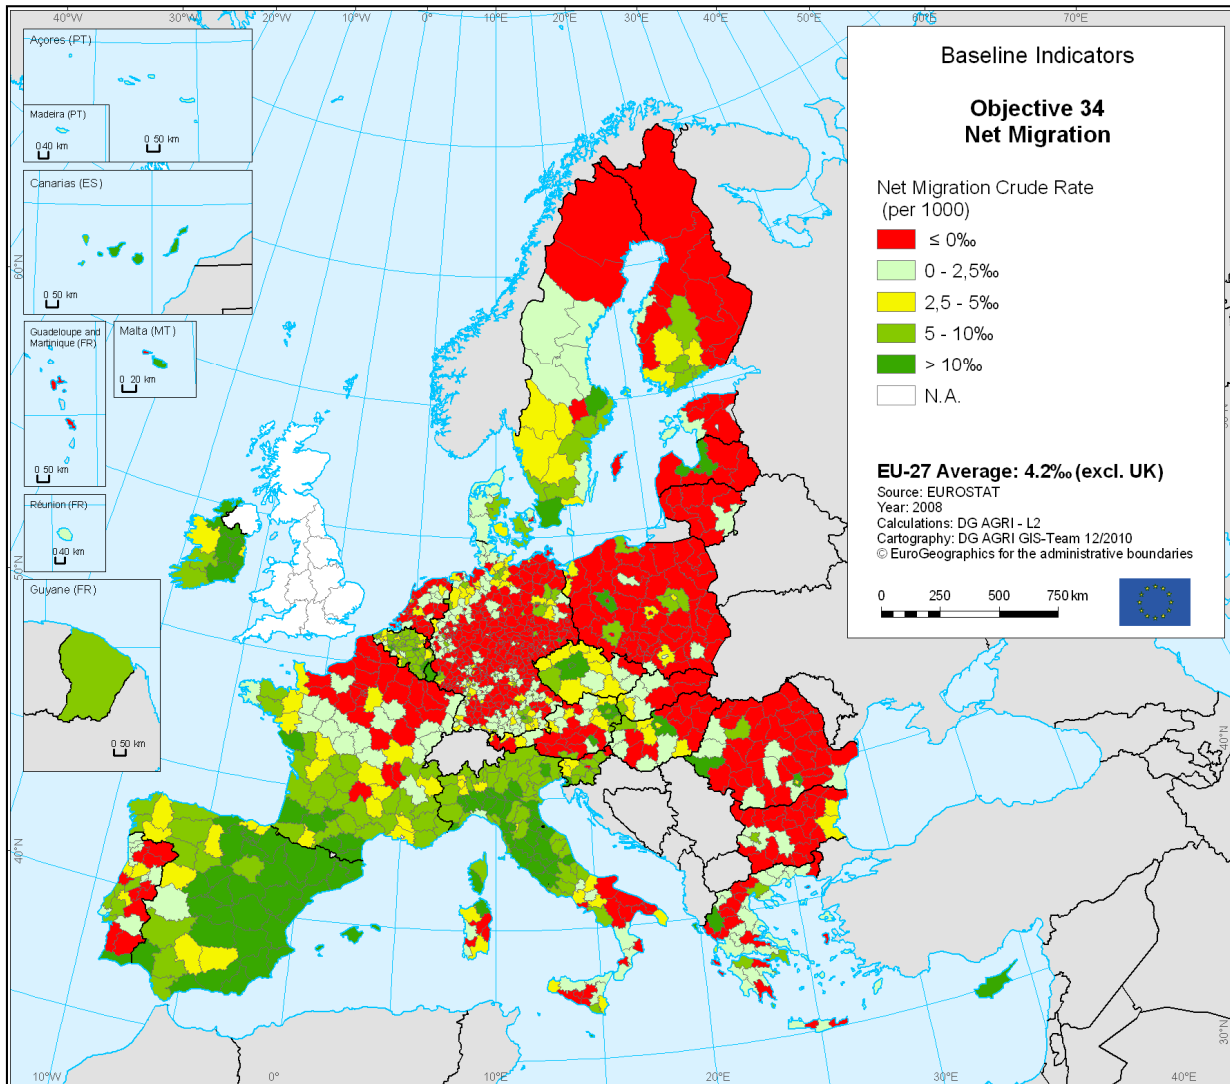 40°W
30°W
20°W
10°W
0°
10°E
20°E
30°E
40°E
50°E
60°E
70°E
Açores (PT)
Madeira (PT)
0 40 km
0 50 km
Canarias (ES)
0 50 km
60°N
Guadeloupe and
Martinique (FR)
0 50 km
Malta (MT)
0 20 km
Réunion (FR)
0 40 km
50°N
Guyane (FR)
0 50 km
40°N
Baseline Indicators
Objective 34
Net Migration
Net Migration Crude Rate
(per 1000)
≤ 0‰
0 - 2,5‰
2,5 - 5‰
5 - 10‰
> 10‰
N.A.
EU-27 Average: 4.2‰ (excl. UK)
Source: EUROSTAT
Year: 2008
Calculations: DG AGRI - L2
Cartography: DG AGRI GIS-Team 12/2010
© EuroGeographics for the administrative boundaries
0 250 500 750 km
40°N
30°N
10°W
0°
10°E
20°E
30°E
40°E